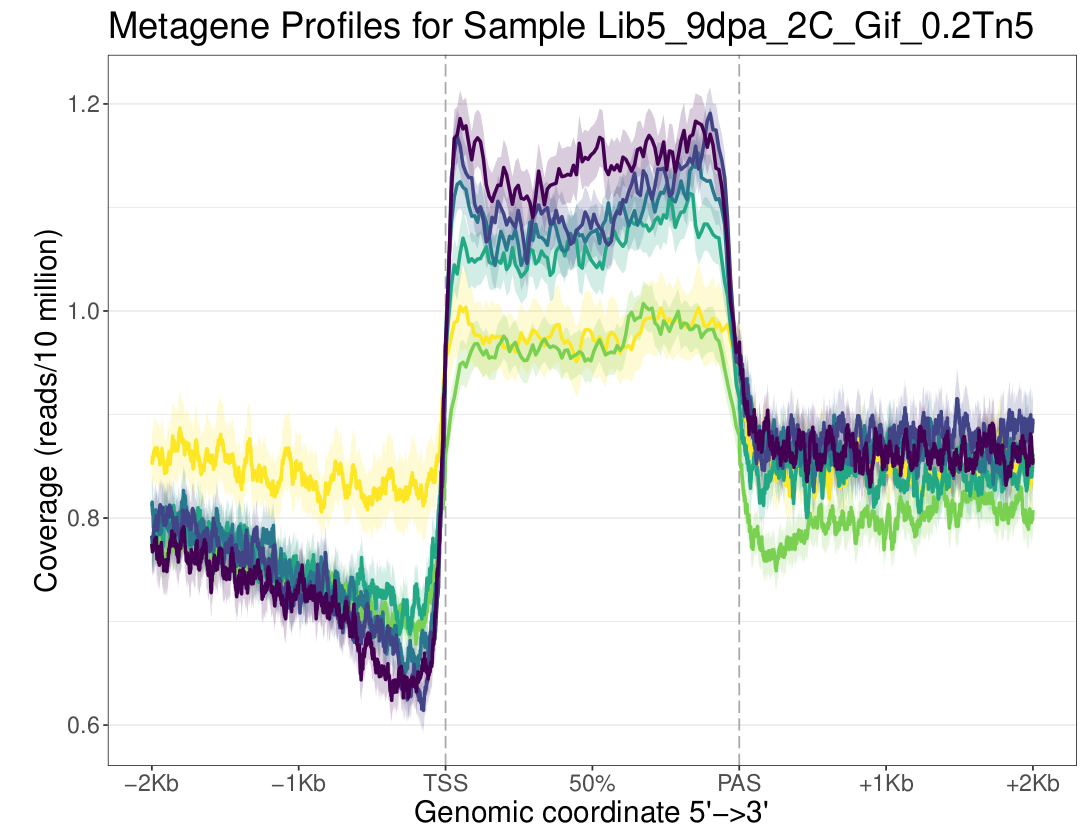 Metagene Profiles for Sample Lib5_9dpa_2C_Gif_0.2Tn5
Coverage (reads/10 million)
1.2
1.0
0.8
0.6
−2Kb −1Kb TSS 50% PAS +1Kb +2Kb
Genomic coordinate 5'−>3'